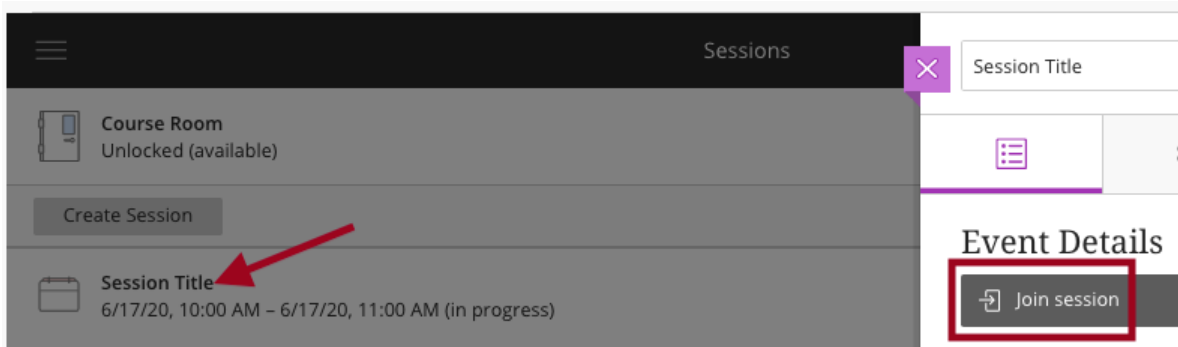 Sessions
Course Room
Unlocked (available)
Create Session
Session Title
6/17/20, 10:00 AM – 6/17/20, 11:00 AM (in progress)
Session Title
Event Details
Join session